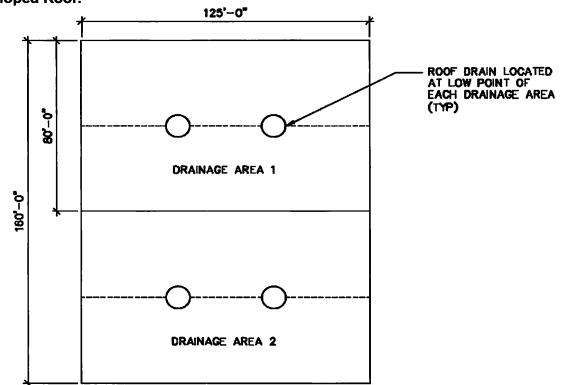 oped Roof.
125'-0"
ROOF DRAIN LOCATED
AT LOW POINT OF
EACH DRAINAGE AREA
(TYP)
80'-0"
DRAINAGE AREA 1
160'-0"
DRAINAGE AREA 2